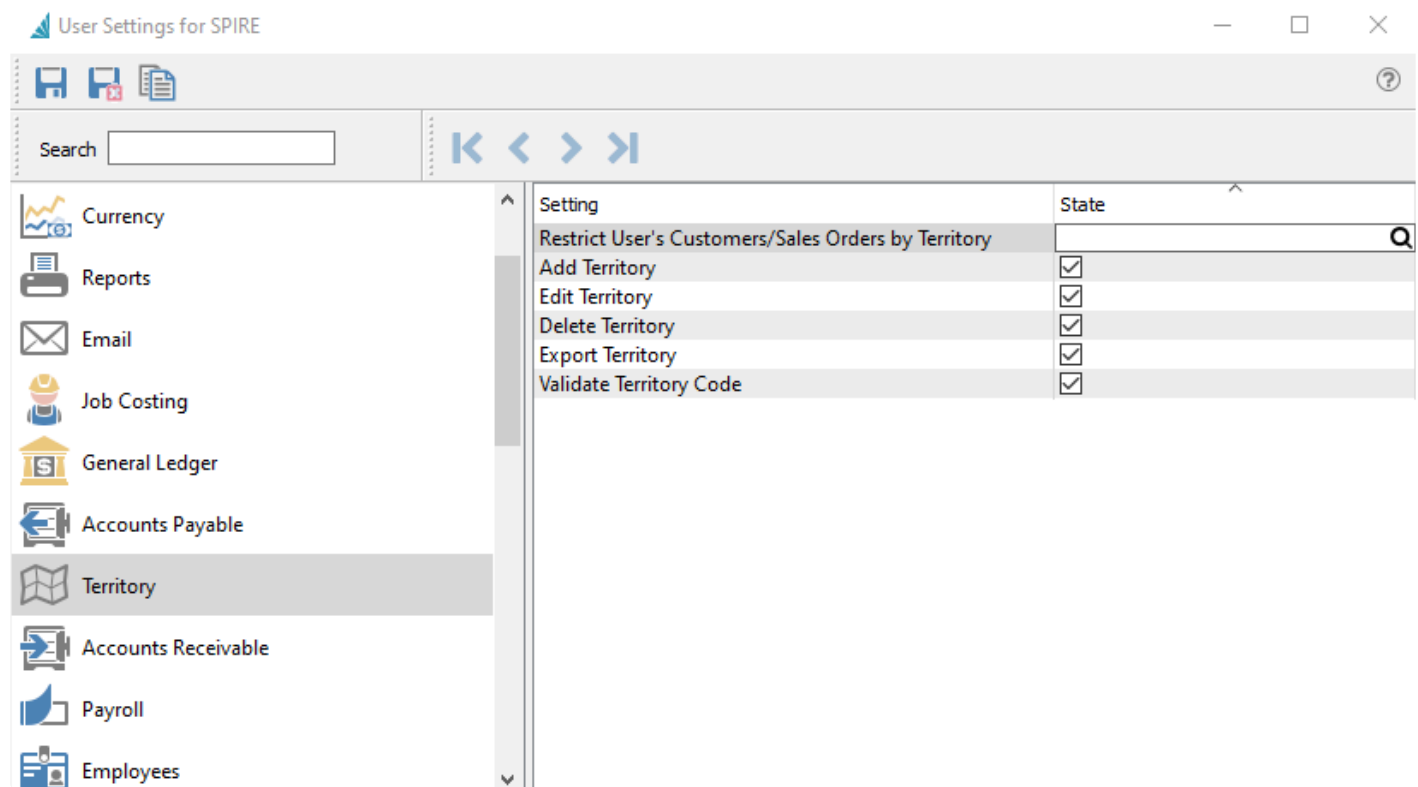 User Settings for SPIRE
Search
Currency
Reports
Email
Job Costing
General Ledger
Accounts Payable
Territory
Accounts Receivable
Payroll
Employees
Setting State
Restrict User's Customers/Sales Orders by Territory
Add Territory
Edit Territory
Delete Territory
Export Territory
Validate Territory Code